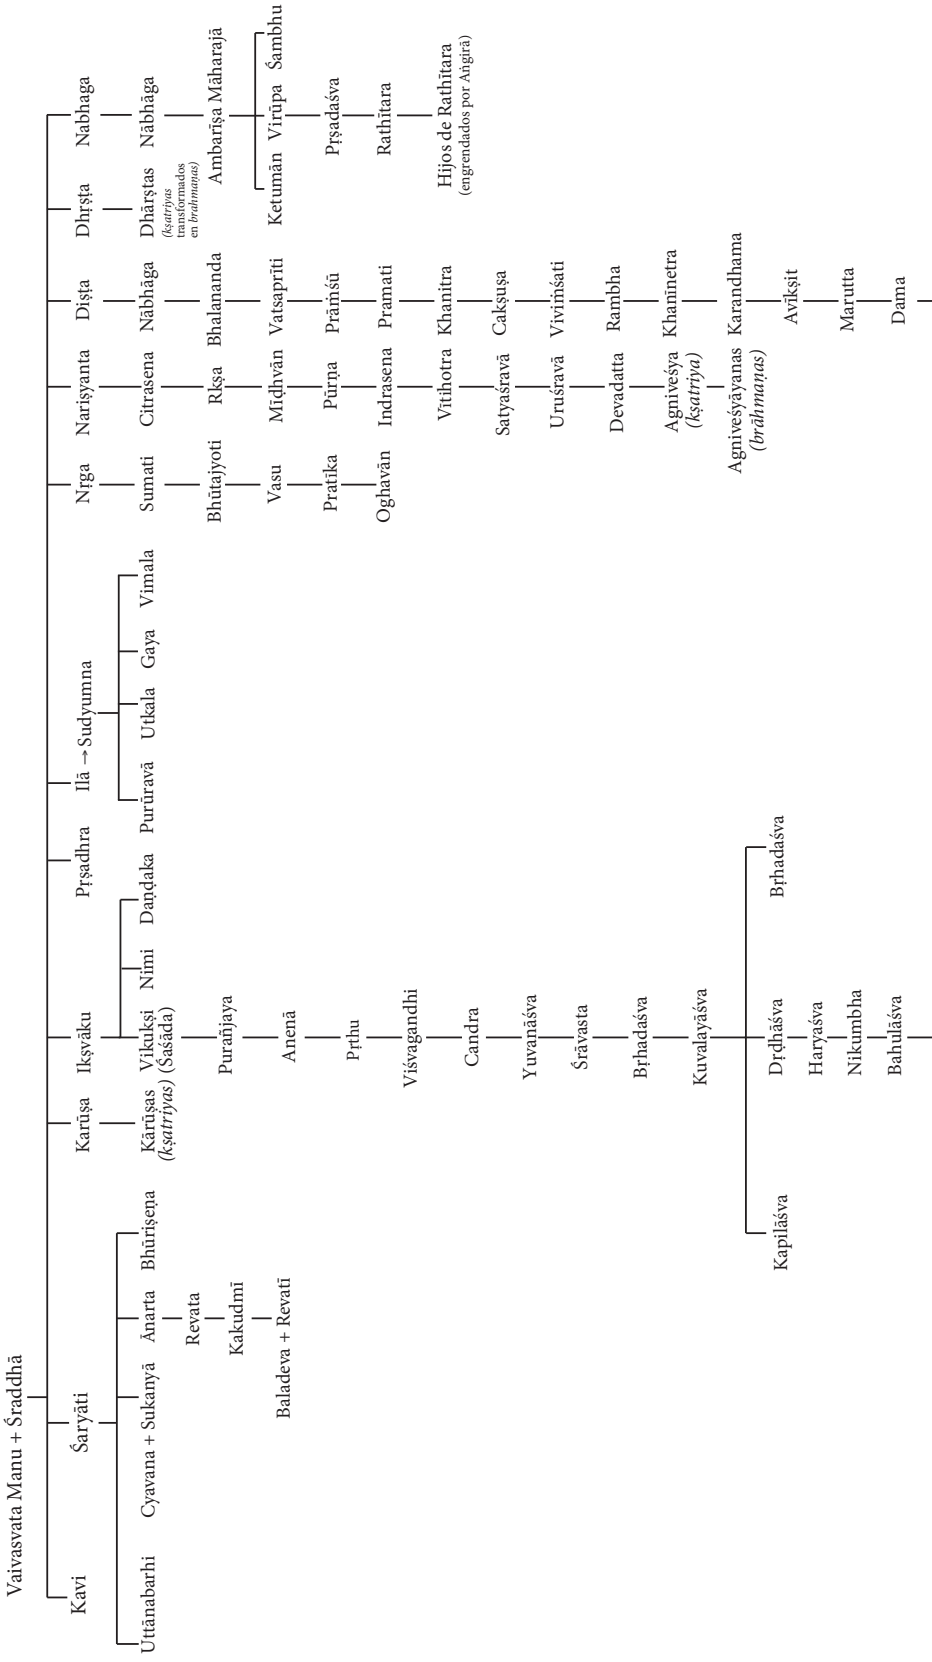 Vaivasvata Manu + Śraddhā
Kavi
Śaryāti
Karūṣa
Ikṣvāku
Pṛṣadhra
Ilā → Sudyumna
Nṛga
Nariṣyanta
Diṣṭa
Dhṛṣṭa
Nabhaga
Uttānabarhi
Cyavana + Sukanyā
Ānarta
Bhūriṣeṇa
Revata
Kakudmī
Baladeva + Revatī
Kārūṣas
(kṣatriyas)
Vikukṣi
(Śaśāda)
Nimi
Daṇḍaka
Purañjaya
Anenā
Pṛthu
Viśvagandhi
Candra
Yuvanāśva
Śrāvasta
Bṛhadaśva
Kuvalayāśva
Kapilāśva
Dṛḍhāśva
Bṛhadaśva
Haryaśva
Nikumbha
Bahulāśva
Purūravā
Utkala
Gaya
Vimala
Sumati
Bhūtajyoti
Vasu
Pratīka
Oghavān
Citrasena
Ṛkṣa
Mīḍhvān
Pūrṇa
Indrasena
Vītihotra
Satyaśravā
Uruśravā
Devadatta
Agniveśya
(kṣatriya)
Agniveśyāyanas
(brāhmaṇas)
Nābhāga
Bhalananda
Vatsaprīti
Prāṁśū
Pramati
Khanitra
Cakṣuṣa
Viviṁśati
Rambha
Khanīnetra
Karandhama
Avīkṣit
Marutta
Dama
Dhārṣṭas
(kṣatriyas
transformados
en brahmaṇas)
Nābhāga
Ambarīṣa Māharajā
Ketumān
Virūpa
Śambhu
Pṛṣadaśva
Rathītara
Hijos de Rathītara
(engrendados por Aṅgirā)